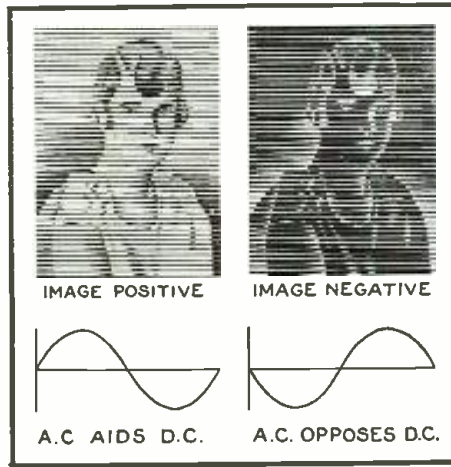 IMAGE POSITIVE
IMAGE NEGATIVE
A.C AIDS D.C.
A.C. OPPOSES D.C.